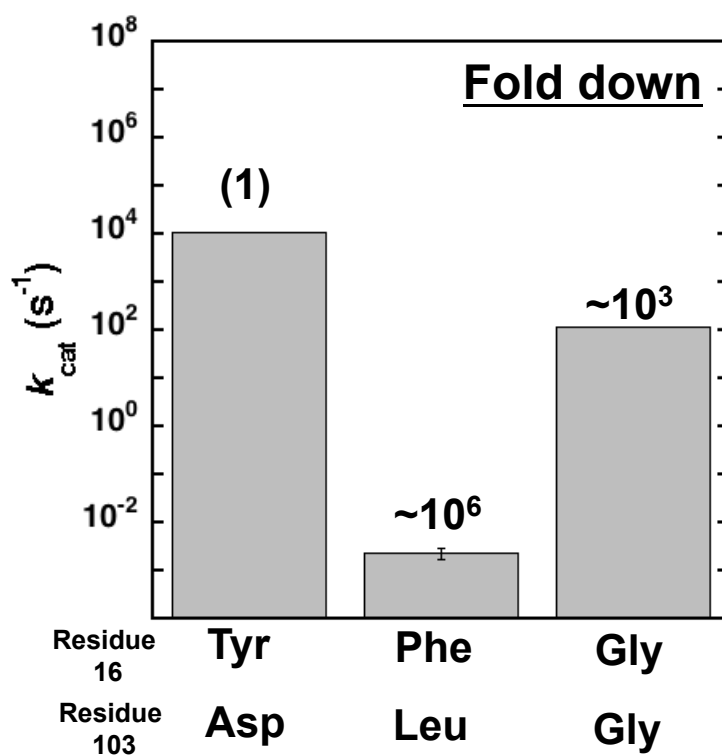 10⁸
Fold down
10⁶
(1)
10⁴
~10³
10²
k_cat (s⁻¹)
10⁰
~10⁶
10⁻²
Residue 16 Tyr Phe Gly
Residue 103 Asp Leu Gly